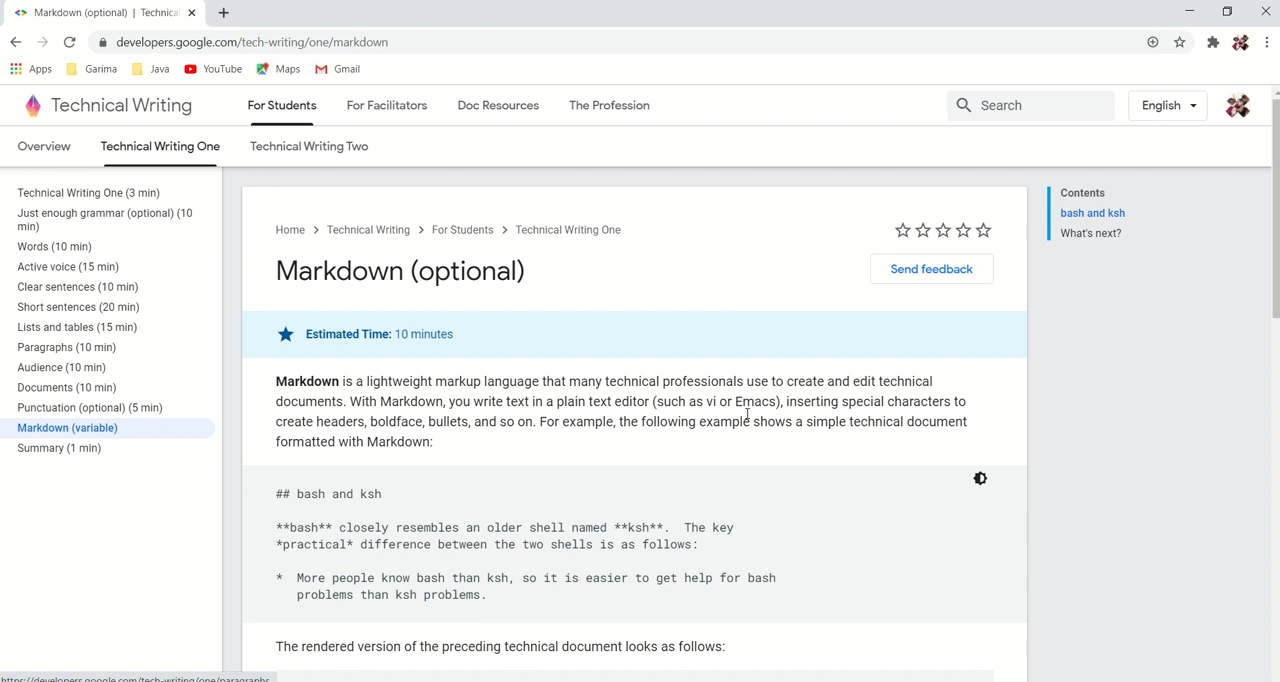 Markdown (optional) | Technica
developers.google.com/tech-writing/one/markdown
Apps Garima Java YouTube Maps Gmail
Technical Writing For Students For Facilitators Doc Resources The Profession Search English
Overview Technical Writing One Technical Writing Two
Technical Writing One (3 min)
Just enough grammar (optional) (10
min)
Words (10 min)
Active voice (15 min)
Clear sentences (10 min)
Short sentences (20 min)
Lists and tables (15 min)
Paragraphs (10 min)
Audience (10 min)
Documents (10 min)
Punctuation (optional) (5 min)
Markdown (variable)
Summary (1 min)
Home > Technical Writing > For Students > Technical Writing One
Markdown (optional)
Send feedback
Estimated Time: 10 minutes
Markdown is a lightweight markup language that many technical professionals use to create and edit technical
documents. With Markdown, you write text in a plain text editor (such as vi or Emacs), inserting special characters to
create headers, boldface, bullets, and so on. For example, the following example shows a simple technical document
formatted with Markdown:
## bash and ksh
**bash** closely resembles an older shell named **ksh**. The key
*practical* difference between the two shells is as follows:
* More people know bash than ksh, so it is easier to get help for bash
problems than ksh problems.
The rendered version of the preceding technical document looks as follows:
Contents
bash and ksh
What's next?
https://developers.google.com/tech-writing/one/paragraphs